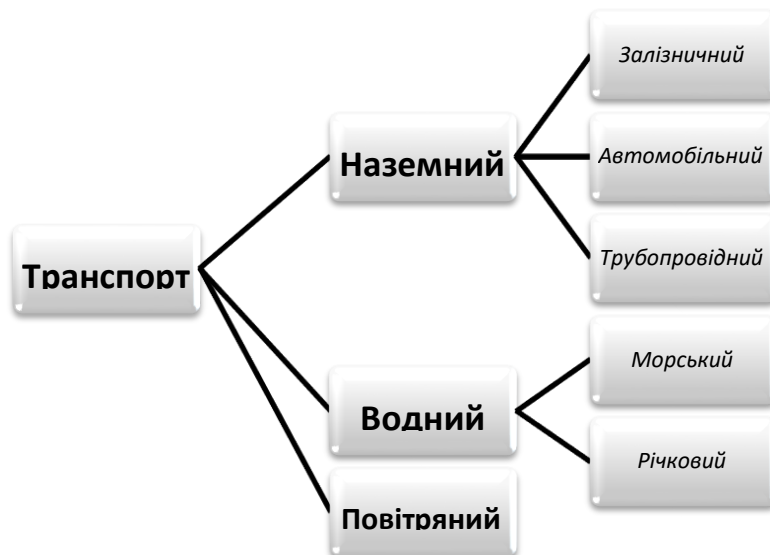 Транспорт
Наземний
Залізничний
Автомобільний
Трубопровідний
Водний
Морський
Річковий
Повітряний